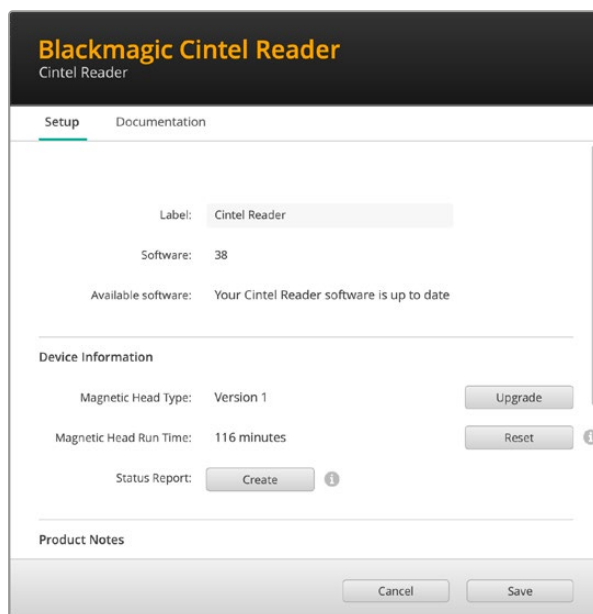 Blackmagic Cintel Reader
Cintel Reader
Setup Documentation
Label: Cintel Reader
Software: 38
Available software: Your Cintel Reader software is up to date
Device Information
Magnetic Head Type: Version 1 Upgrade
Magnetic Head Run Time: 116 minutes Reset
Status Report: Create
Product Notes
Cancel Save